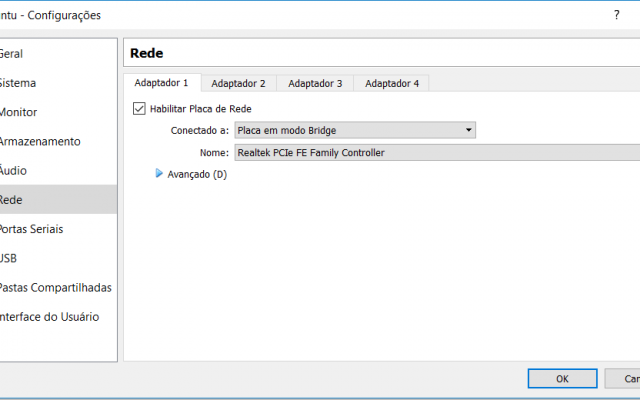 ntu - Configurações ?
Geral
Sistema
Monitor
Armazenamento
Áudio
Rede
Portas Seriais
USB
Pastas Compartilhadas
Interface do Usuário
Rede
Adaptador 1 Adaptador 2 Adaptador 3 Adaptador 4
Habilitar Placa de Rede
Conectado a: Placa em modo Bridge
Nome: Realtek PCIe FE Family Controller
Avançado (D)
OK Can